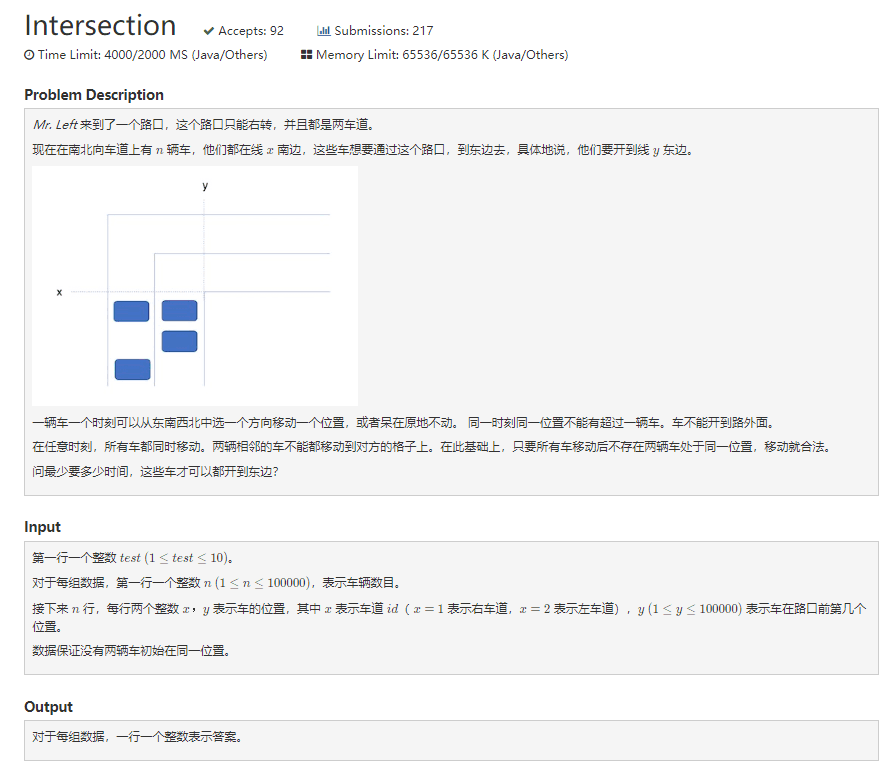 Intersection Accepts: 92 Submissions: 217
Time Limit: 4000/2000 MS (Java/Others) Memory Limit: 65536/65536 K (Java/Others)
Problem Description
Mr. Left 来到了一个路口，这个路口只能右转，并且都是两车道。
现在在南北向车道上有 n 辆车，他们都在线 x 南边，这些车想要通过这个路口，到东边去，具体地说，他们要开到线 y 东边。
y
x
一辆车一个时刻可以从东南西北中选一个方向移动一个位置，或者呆在原地不动。 同一时刻同一位置不能有超过一辆车。车不能开到路外面。
在任意时刻，所有车都同时移动。两辆相邻的车不能都移动到对方的格子上。在此基础上，只要所有车移动后不存在两辆车处于同一位置，移动就合法。
问最少要多少时间，这些车才可以都开到东边？
Input
第一行一个整数 test (1 ≤ test ≤ 10)。
对于每组数据，第一行一个整数 n (1 ≤ n ≤ 100000)，表示车辆数目。
接下来 n 行，每行两个整数 x，y 表示车的位置，其中 x 表示车道 id（ x = 1 表示右车道，x = 2 表示左车道），y (1 ≤ y ≤ 100000) 表示车在路口前第几个
位置。
数据保证没有两辆车初始在同一位置。
Output
对于每组数据，一行一个整数表示答案。